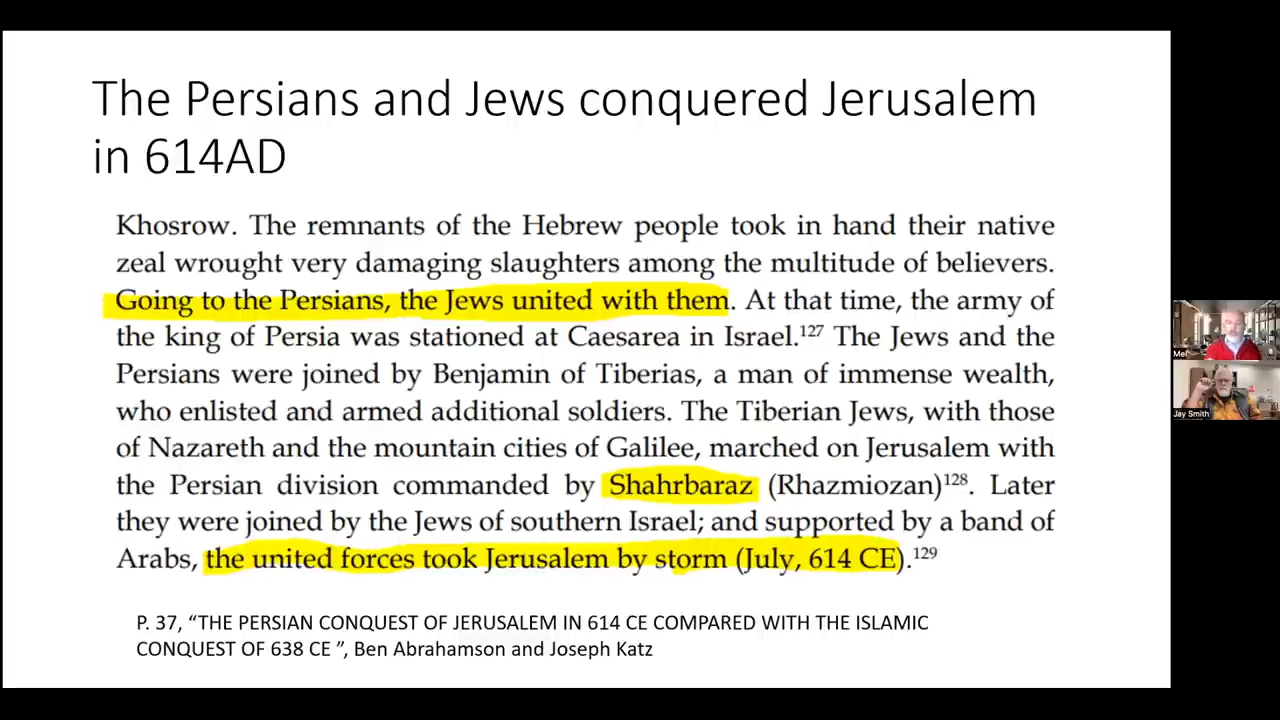 The Persians and Jews conquered Jerusalem
in 614AD
Khosrow. The remnants of the Hebrew people took in hand their native
zeal wrought very damaging slaughters among the multitude of believers.
Going to the Persians, the Jews united with them. At that time, the army of
the king of Persia was stationed at Caesarea in Israel.¹²⁷ The Jews and the
Persians were joined by Benjamin of Tiberias, a man of immense wealth,
who enlisted and armed additional soldiers. The Tiberian Jews, with those
of Nazareth and the mountain cities of Galilee, marched on Jerusalem with
the Persian division commanded by Shahrbaraz (Rhazmiozan)¹²⁸. Later
they were joined by the Jews of southern Israel; and supported by a band of
Arabs, the united forces took Jerusalem by storm (July, 614 CE).¹²⁹
P. 37, “THE PERSIAN CONQUEST OF JERUSALEM IN 614 CE COMPARED WITH THE ISLAMIC
CONQUEST OF 638 CE ”, Ben Abrahamson and Joseph Katz
Mel
Jay Smith